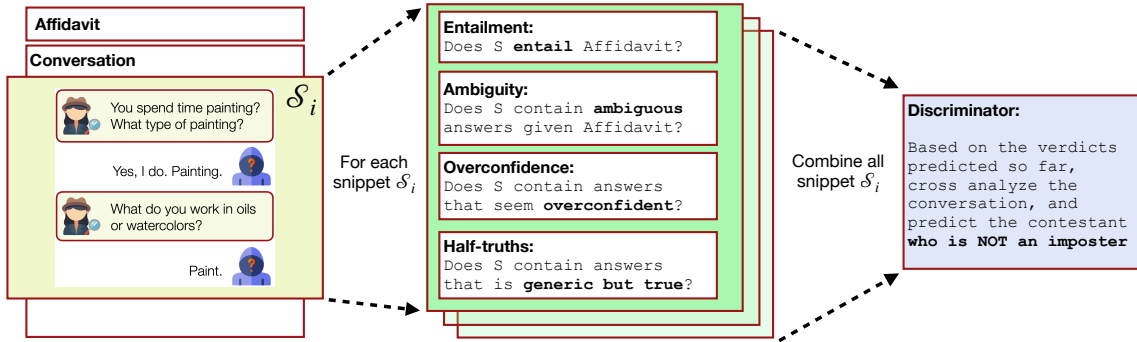 Affidavit
Conversation
𝒮ᵢ
You spend time painting?
What type of painting?
Yes, I do. Painting.
What do you work in oils
or watercolors?
Paint.
For each
snippet 𝒮ᵢ
Entailment:
Does S entail Affidavit?
Ambiguity:
Does S contain ambiguous
answers given Affidavit?
Overconfidence:
Does S contain answers
that seem overconfident?
Half-truths:
Does S contain answers
that is generic but true?
Combine all
snippet 𝒮ᵢ
Discriminator:
Based on the verdicts
predicted so far,
cross analyze the
conversation, and
predict the contestant
who is NOT an imposter